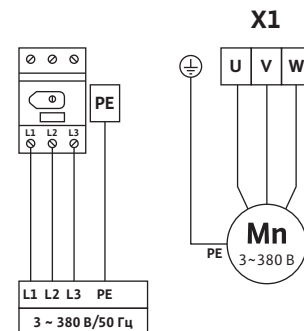 X1
U V W
PE
L1 L2 L3
Mn
3~380 В
PE
L1 L2 L3 PE
3 ~ 380 В/50 Гц